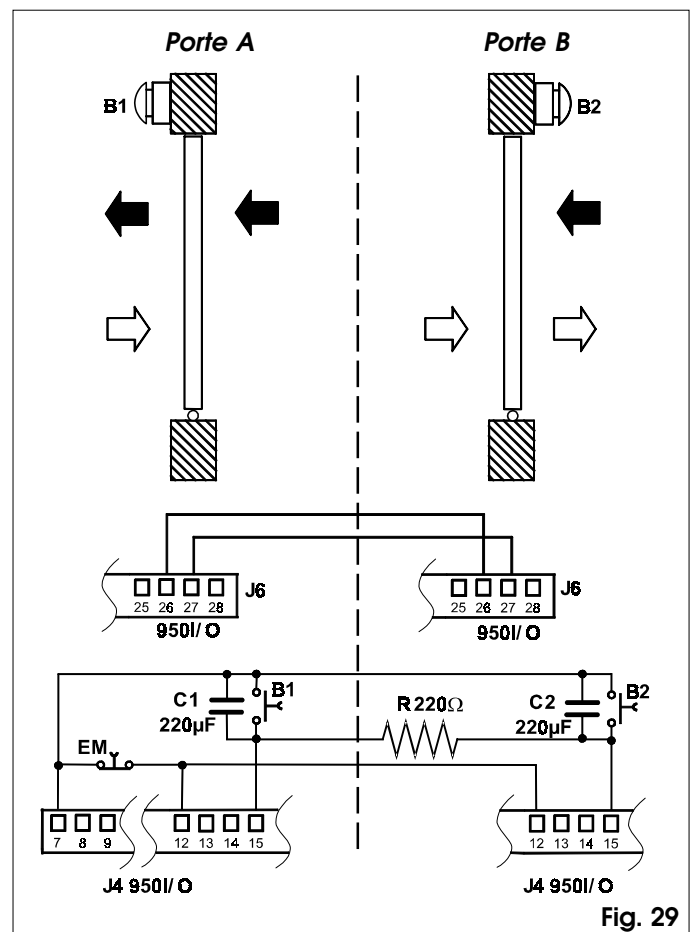 Porte A Porte B
B1 B2
25 26 27 28 J6 25 26 27 28 J6
950I/O 950I/O
C1 220µF B1 R 220Ω C2 220µF B2
EM
7 8 9 12 13 14 15 12 13 14 15
J4 950I/O J4 950I/O
Fig. 29